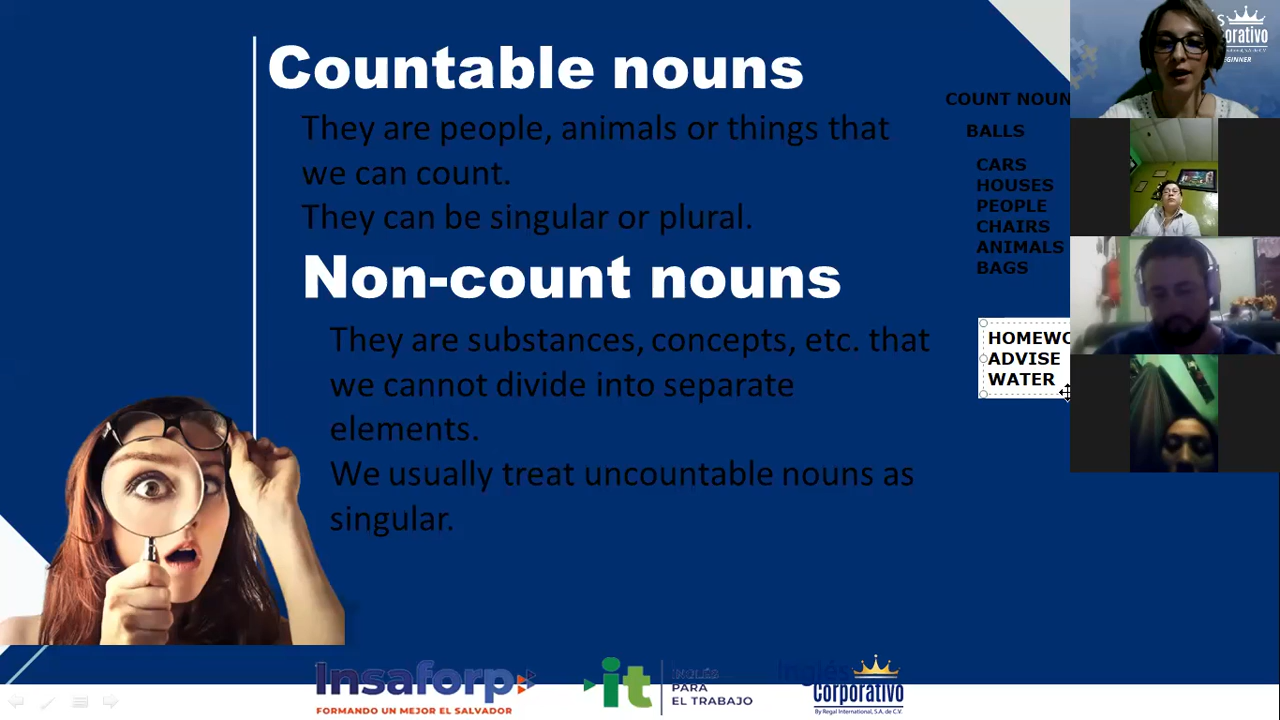 Countable nouns
They are people, animals or things that
we can count.
They can be singular or plural.
Non-count nouns
They are substances, concepts, etc. that
we cannot divide into separate
elements.
We usually treat uncountable nouns as
singular.
COUNT NOUN
BALLS
CARS
HOUSES
PEOPLE
CHAIRS
ANIMALS
BAGS
HOMEWO
ADVISE
WATER
Insaforp
FORMANDO UN MEJOR EL SALVADOR
it
INGLÉS
PARA
EL TRABAJO
Inglés
Corporativo
By Regal International, S.A. de C.V.